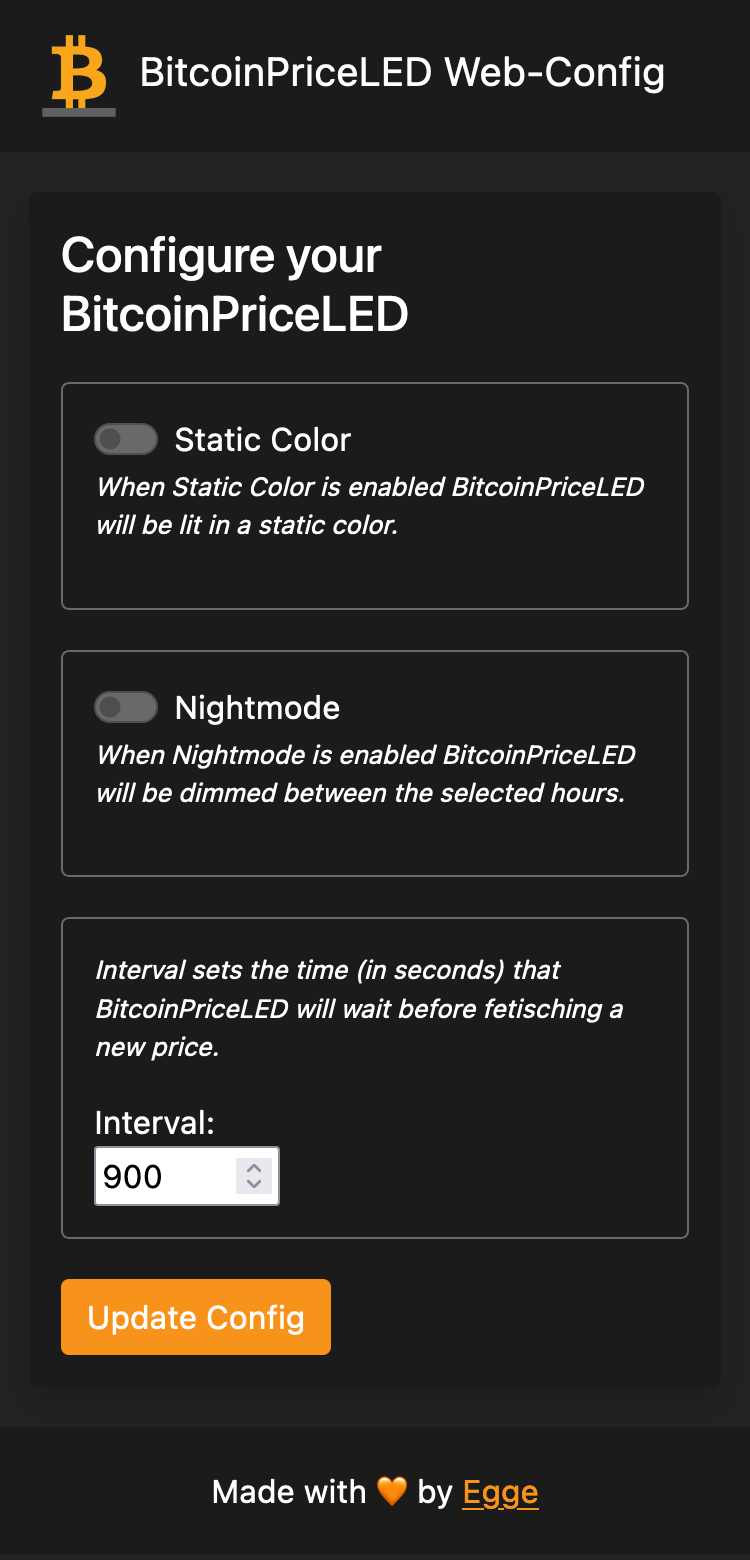 BitcoinPriceLED Web-Config
Configure your
BitcoinPriceLED
Static Color
When Static Color is enabled BitcoinPriceLED
will be lit in a static color.
Nightmode
When Nightmode is enabled BitcoinPriceLED
will be dimmed between the selected hours.
Interval sets the time (in seconds) that
BitcoinPriceLED will wait before fetisching a
new price.
Interval:
900
Update Config
Made with 🧡 by Egge